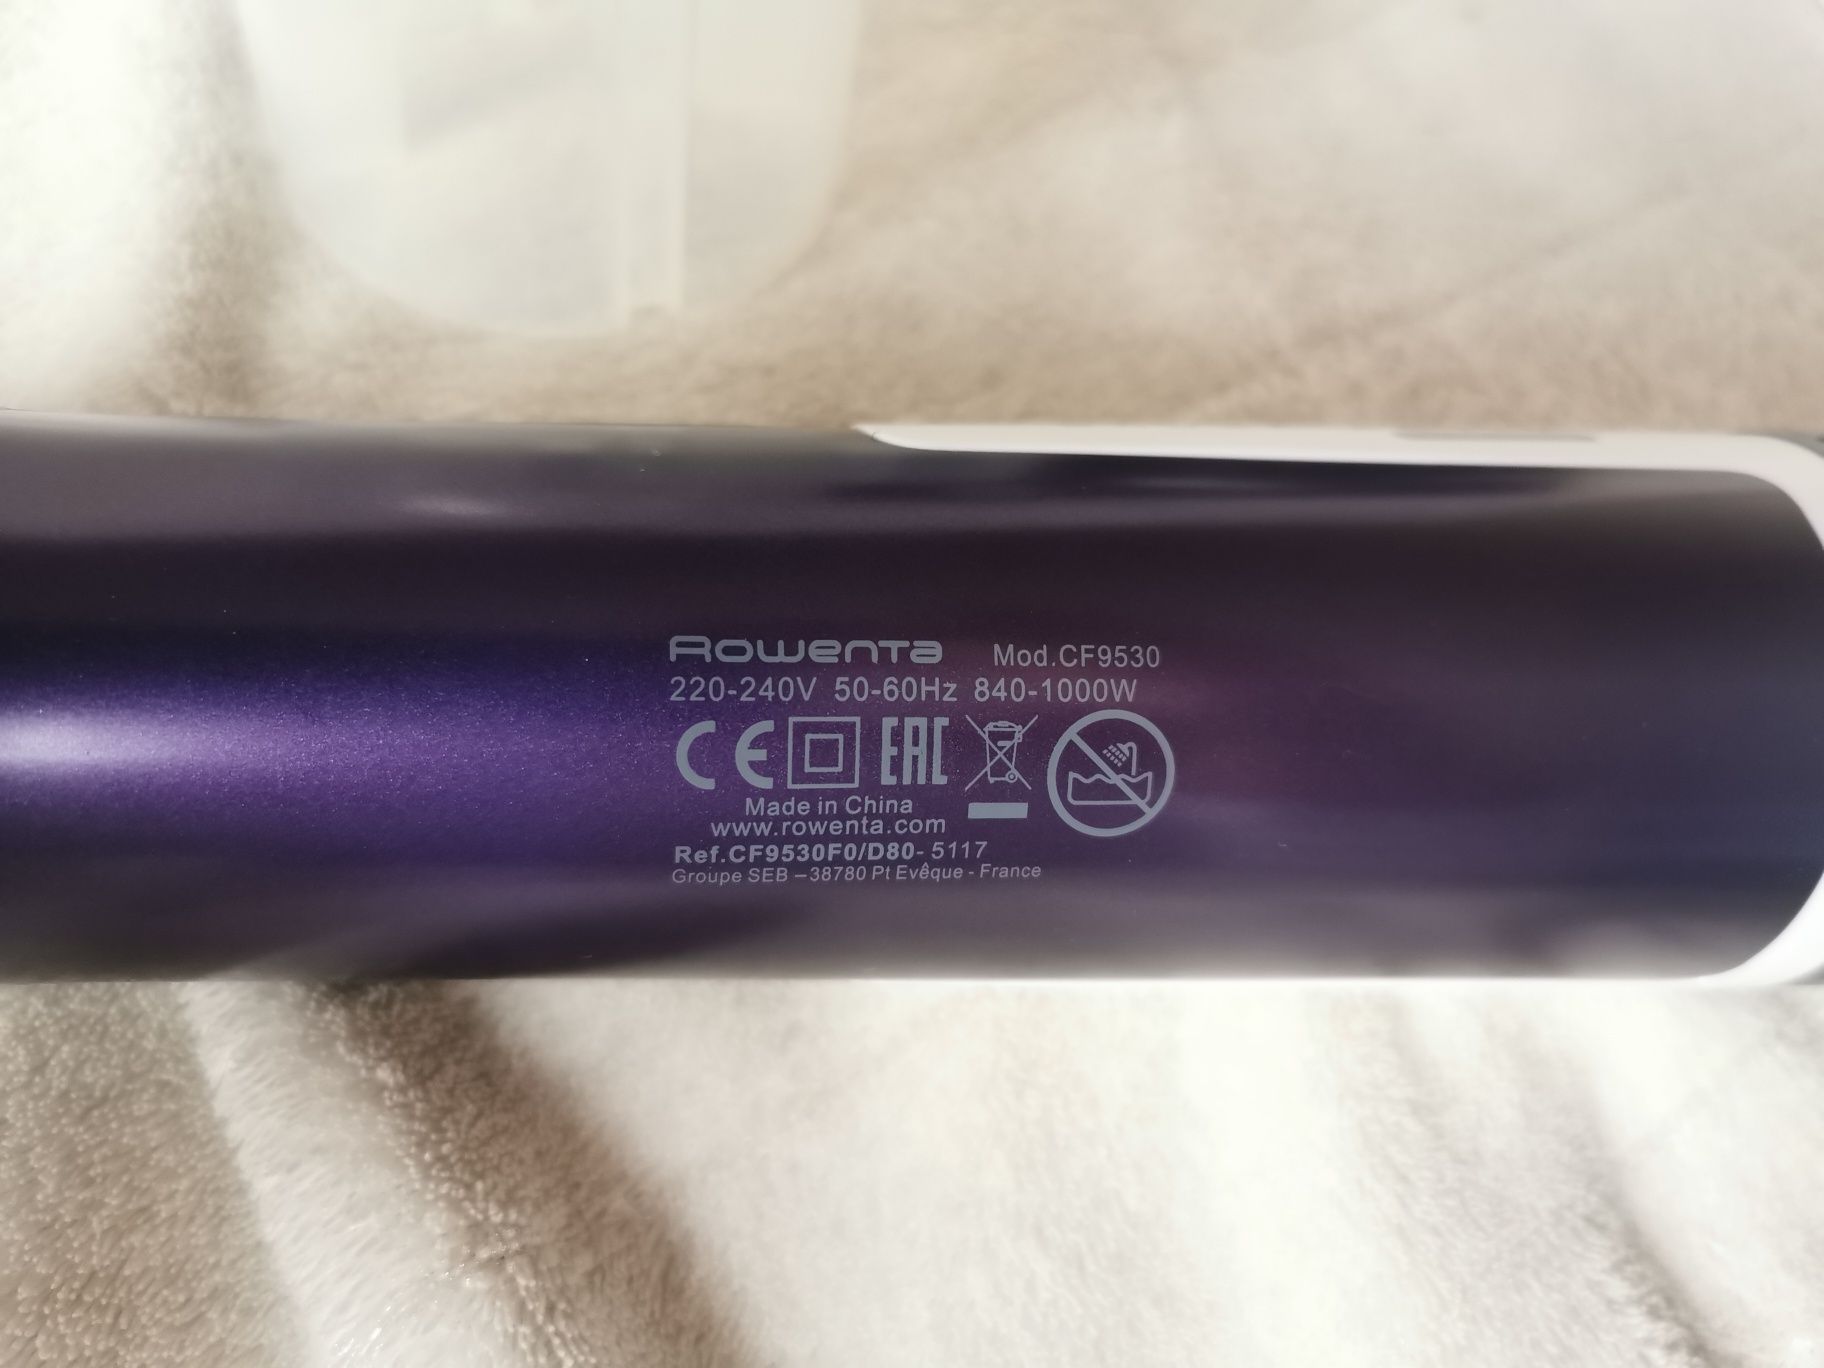 Rowenta Mod.CF9530
220-240V 50-60Hz 840-1000W
CE EAC
Made in China
www.rowenta.com
Ref.CF9530F0/D80- 5117
Groupe SEB –38780 Pt Evêque - France